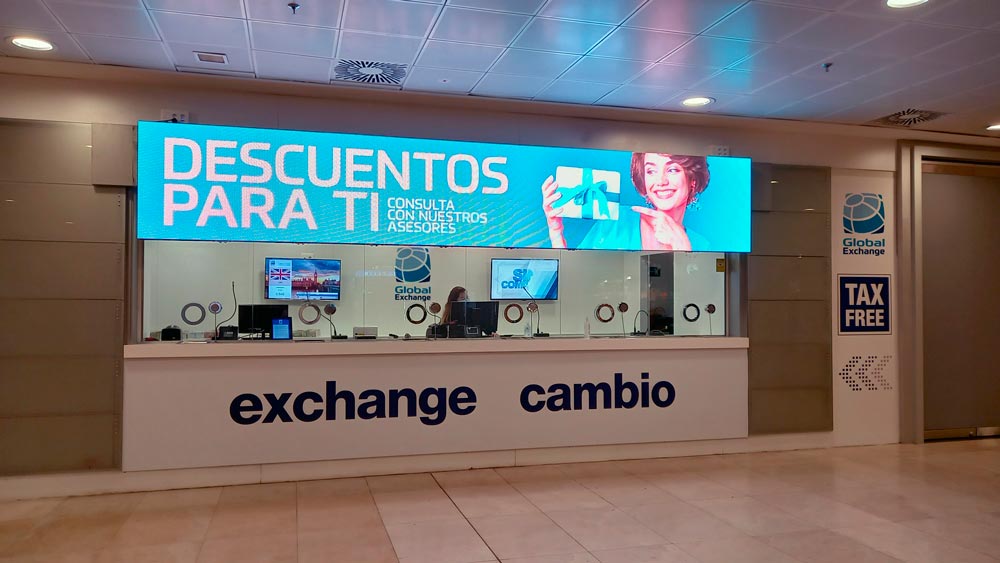 DESCUENTOS
PARA TI
CONSULTA
CON NUESTROS
ASESORES
Global
Exchange
Global
Exchange
TAX
FREE
exchange cambio